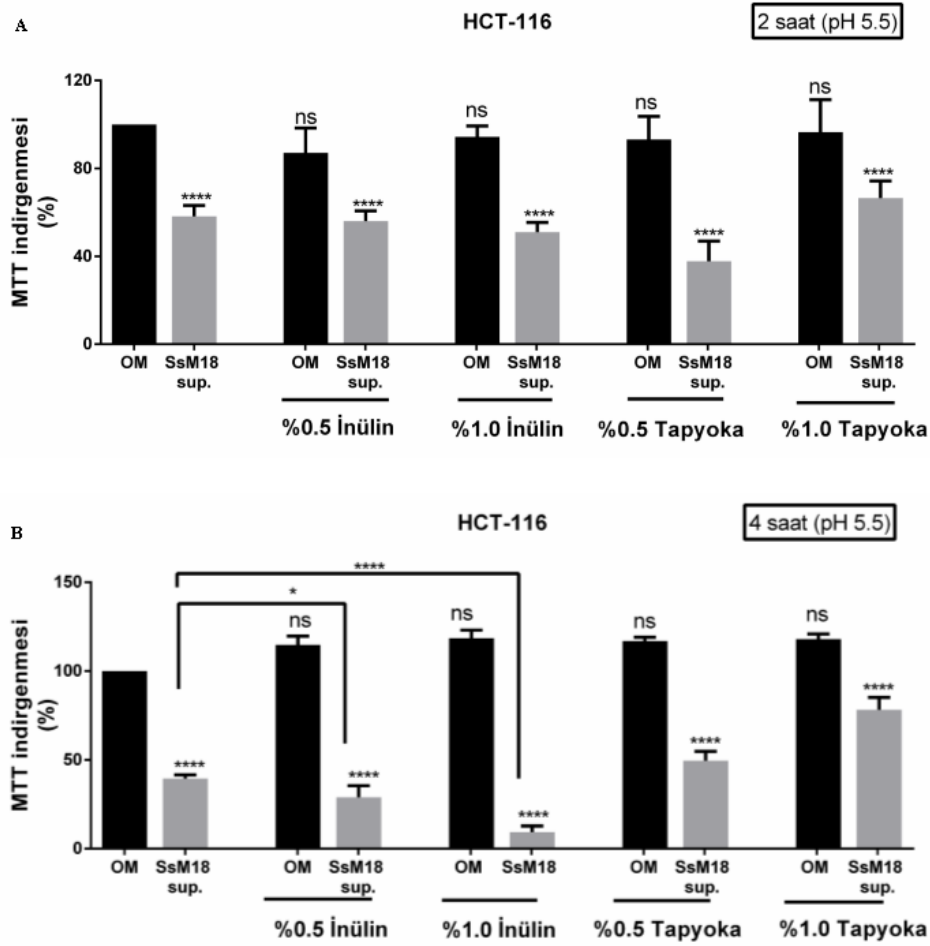 A
HCT-116
2 saat (pH 5.5)
MTT indirgenmesi
(%)
120
80
40
0
ns
ns
ns
ns
****
****
****
****
****
OM SsM18 OM SsM18 OM SsM18 OM SsM18 OM SsM18
sup. sup. sup. sup. sup.
%0.5 İnülin %1.0 İnülin %0.5 Tapyoka %1.0 Tapyoka
B
HCT-116
4 saat (pH 5.5)
MTT indirgenmesi
(%)
150
100
50
0
****
*
ns
ns
ns
ns
****
****
****
****
****
OM SsM18 OM SsM18 OM SsM18 OM SsM18 OM SsM18
sup. sup. sup. sup.
%0.5 İnülin %1.0 İnülin %0.5 Tapyoka %1.0 Tapyoka